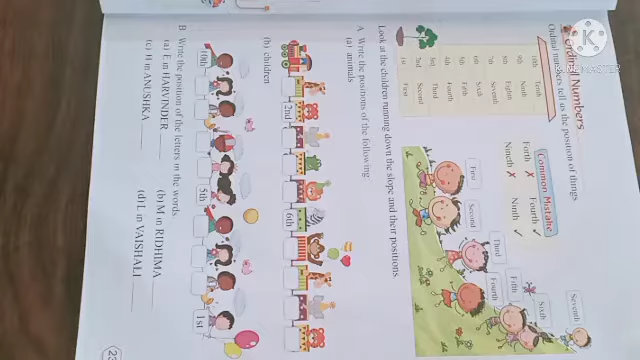 Ordinal Numbers
Ordinal numbers tell us the position of things.
10th Tenth
9th Ninth
8th Eighth
7th Seventh
6th Sixth
5th Fifth
4th Fourth
3rd Third
2nd Second
1st First
Common Mistake
Forth ✗ Fourth ✓
Nineth ✗ Ninth ✓
Look at the children running down the slope and their positions.
First
Second
Third
Fourth
Fifth
Sixth
Seventh
A Write the positions of the following
(a) animals
2nd
6th
(b) children
10th
5th
1st
B Write the position of the letters in the words
(a) E in HARVINDER
(b) M in RIDHIMA
(c) H in ANUSHKA
(d) L in VAISHALI
K